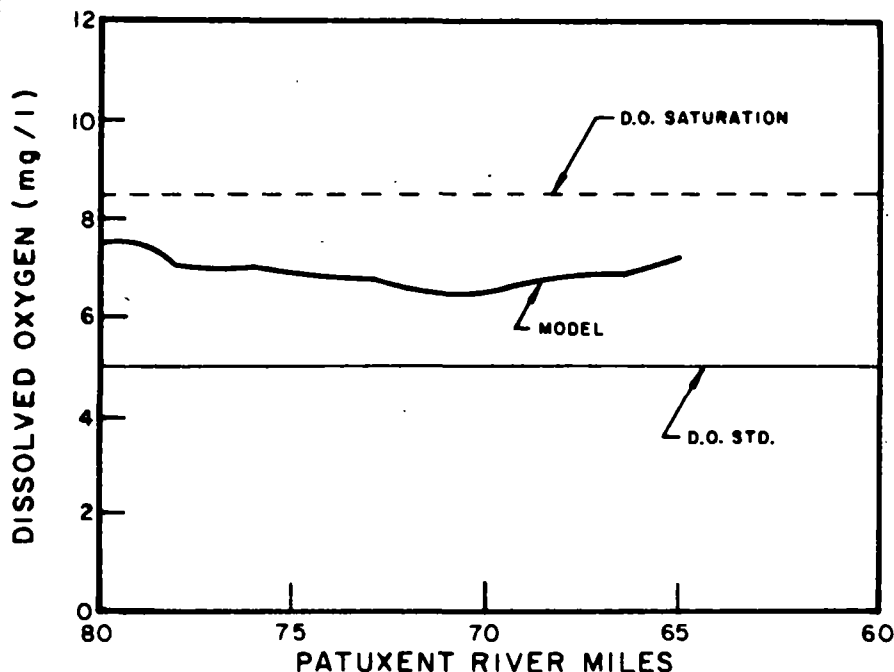 DISSOLVED OXYGEN (mg/l)
12
10
8
6
4
2
0
D.O. SATURATION
MODEL
D.O. STD.
80
75
70
65
60
PATUXENT RIVER MILES